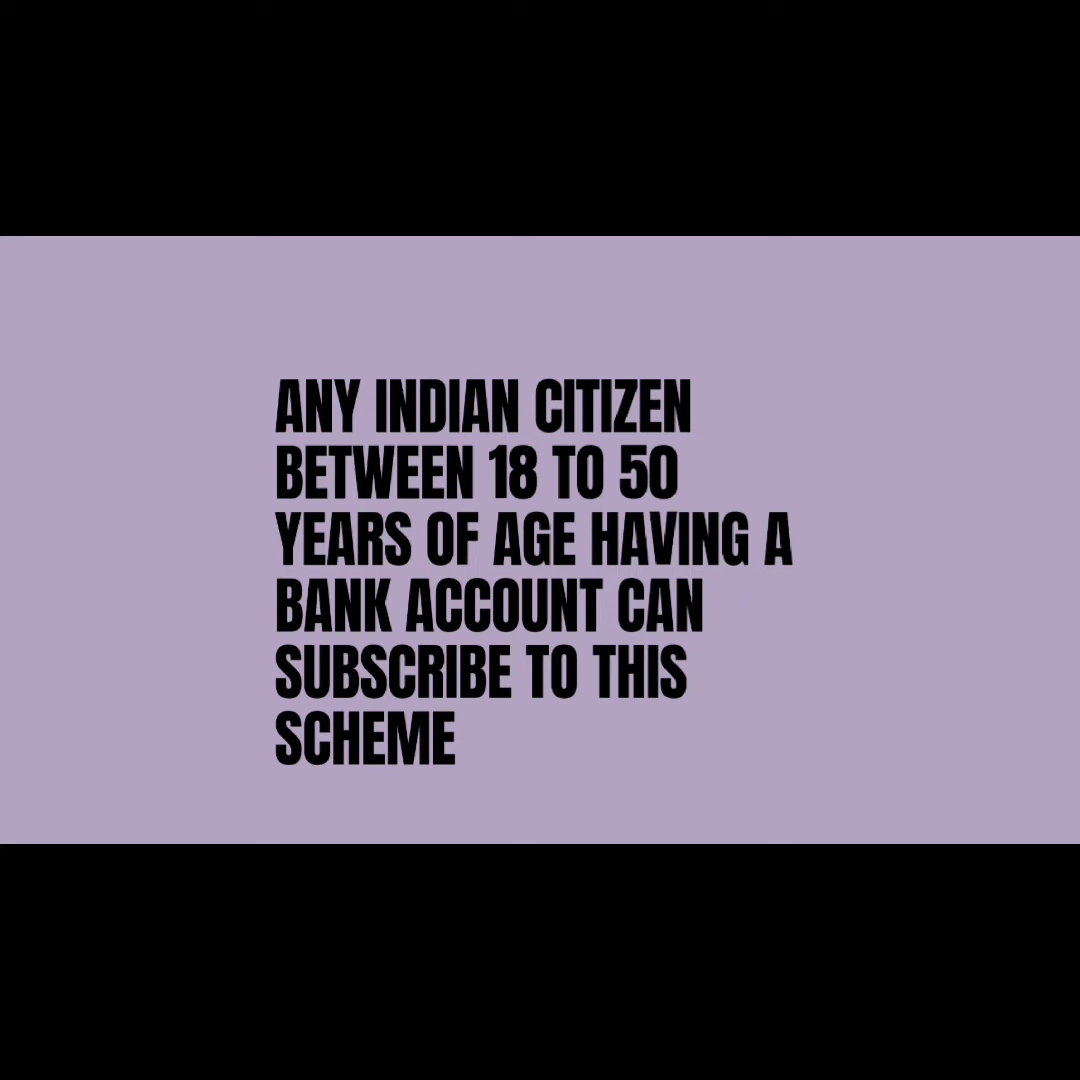 ANY INDIAN CITIZEN
BETWEEN 18 TO 50
YEARS OF AGE HAVING A
BANK ACCOUNT CAN
SUBSCRIBE TO THIS
SCHEME